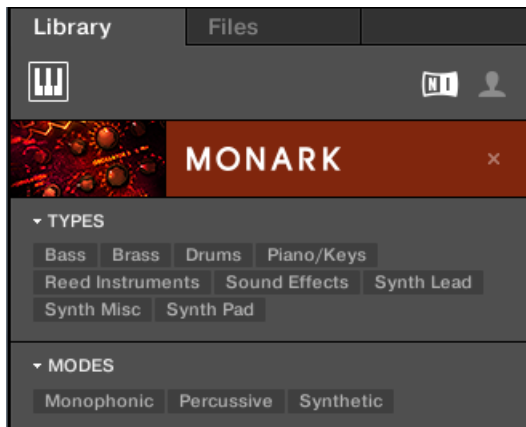 Library Files
NI
MONARK ×
TYPES
Bass Brass Drums Piano/Keys
Reed Instruments Sound Effects Synth Lead
Synth Misc Synth Pad
MODES
Monophonic Percussive Synthetic